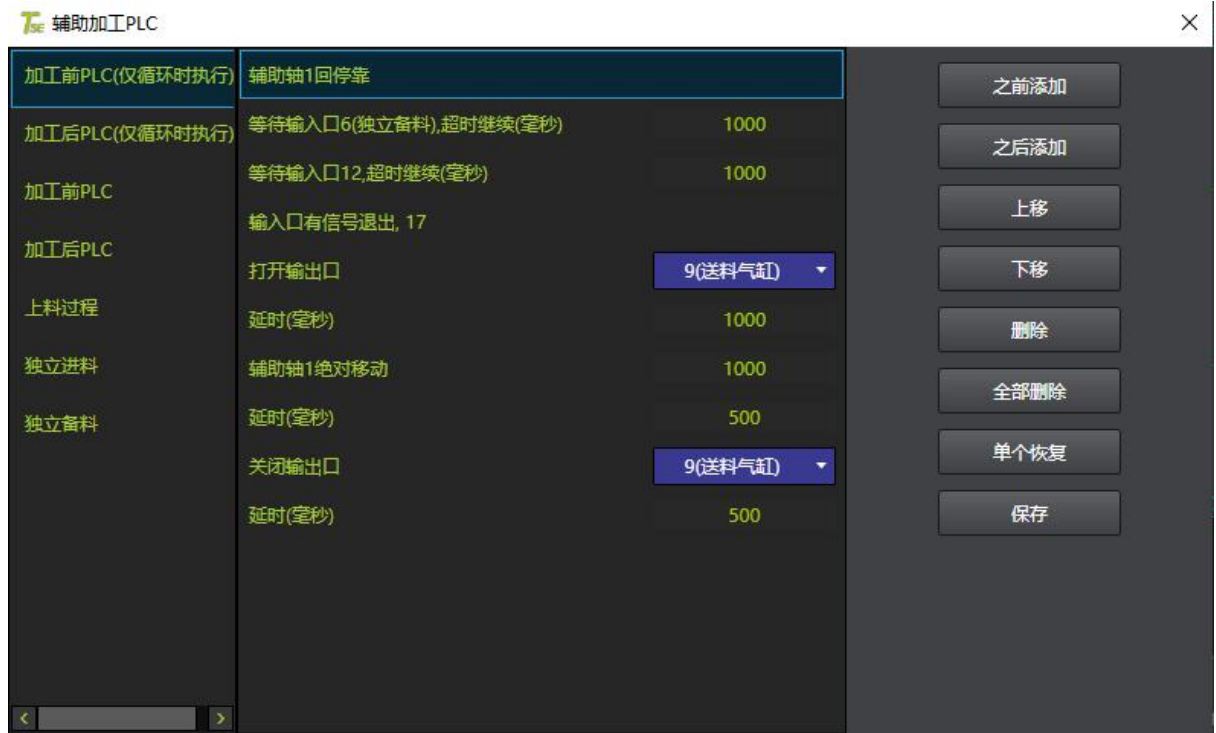 TSE 辅助加工PLC
加工前PLC(仅循环时执行)
加工后PLC(仅循环时执行)
加工前PLC
加工后PLC
上料过程
独立进料
独立备料
辅助轴1回停靠
等待输入口6(独立备料),超时继续(毫秒) 1000
等待输入口12,超时继续(毫秒) 1000
输入口有信号退出, 17
打开输出口 9(送料气缸)
延时(毫秒) 1000
辅助轴1绝对移动 1000
延时(毫秒) 500
关闭输出口 9(送料气缸)
延时(毫秒) 500
之前添加
之后添加
上移
下移
删除
全部删除
单个恢复
保存